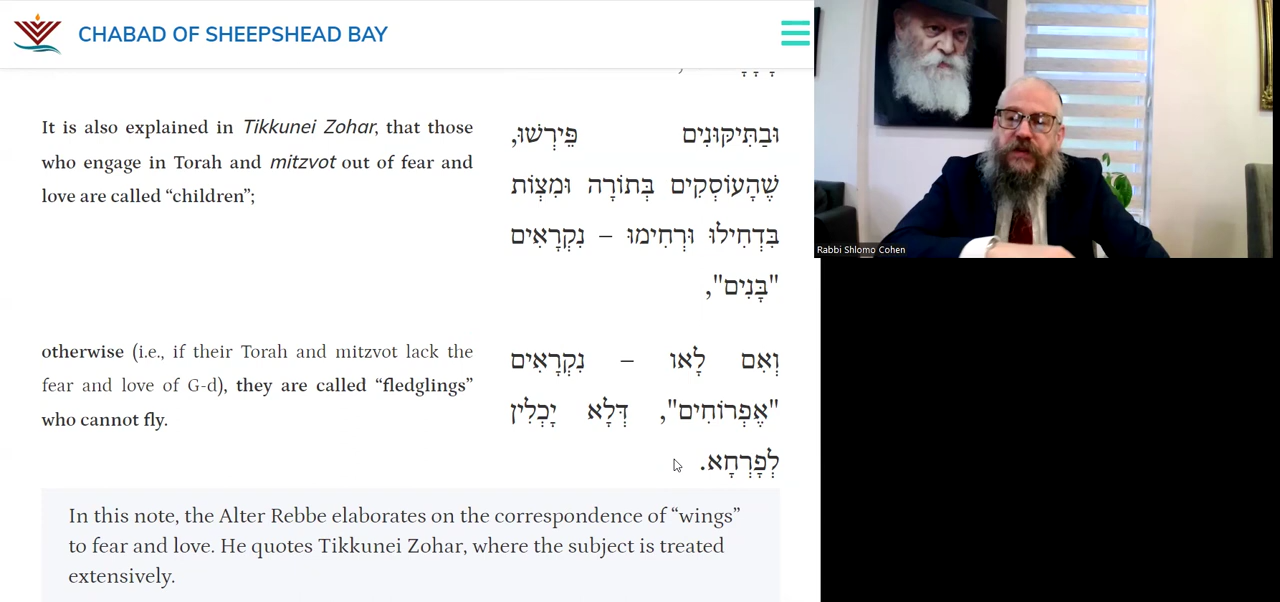 CHABAD OF SHEEPSHEAD BAY
It is also explained in Tikkunei Zohar, that those
who engage in Torah and mitzvot out of fear and
love are called “children”;
וּבַתִּיקּוּנִים פֵּירְשׁוּ,
שֶׁהָעוֹסְקִים בְּתוֹרָה וּמִצְוֹת
בִּדְחִילוּ וּרְחִימוּ – נִקְרָאִים
"בָּנִים",
otherwise (i.e., if their Torah and mitzvot lack the
fear and love of G-d), they are called “fledglings”
who cannot fly.
וְאִם לָאו – נִקְרָאִים
"אֶפְרוֹחִים", דְּלָא יָכְלִין
לְפָרְחָא.
In this note, the Alter Rebbe elaborates on the correspondence of “wings”
to fear and love. He quotes Tikkunei Zohar, where the subject is treated
extensively.
Rabbi Shlomo Cohen